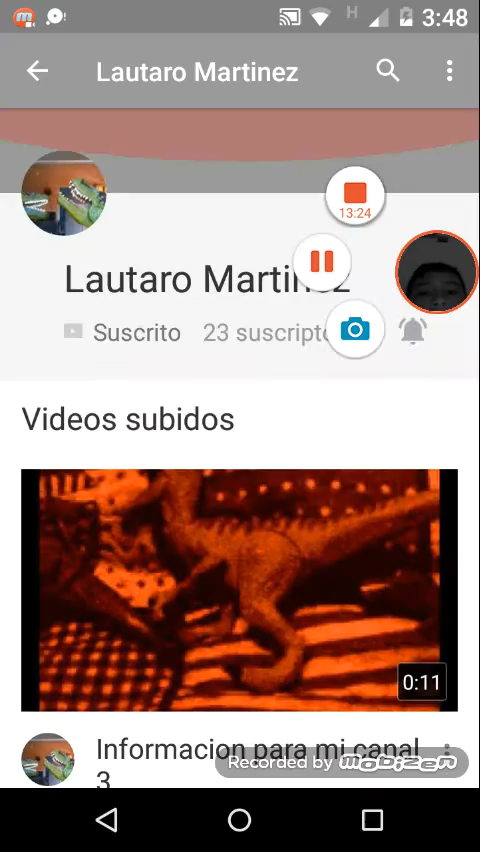 H 3:48
Lautaro Martinez
13:24
Lautaro Martinez
Suscrito 23 suscripto
Videos subidos
0:11
Informacion para mi canal
3
Recorded by mobizen